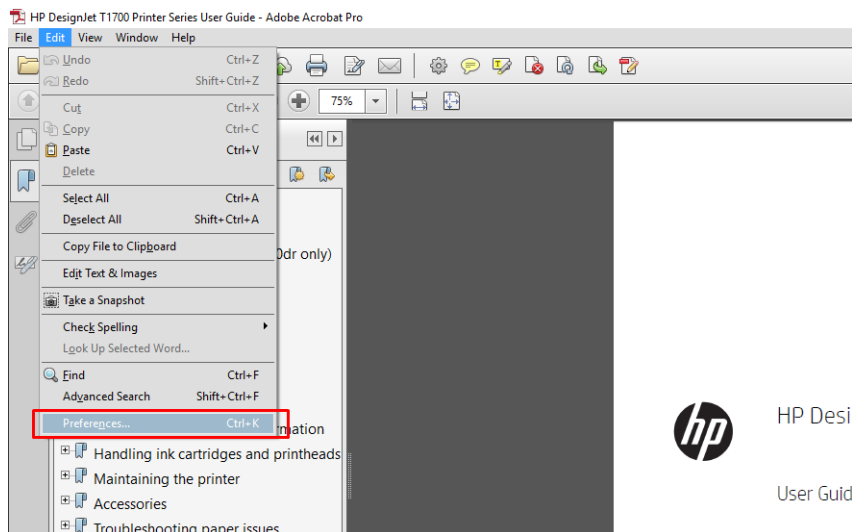 HP DesignJet T1700 Printer Series User Guide - Adobe Acrobat Pro
File Edit View Window Help
Undo Ctrl+Z
Redo Shift+Ctrl+Z
75%
Cut Ctrl+X
Copy Ctrl+C
Paste Ctrl+V
Delete
Select All Ctrl+A
Deselect All Shift+Ctrl+A
Copy File to Clipboard
0dr only)
Edit Text & Images
Take a Snapshot
Check Spelling
Look Up Selected Word...
Find Ctrl+F
Advanced Search Shift+Ctrl+F
Preferences... Ctrl+K
rmation
Handling ink cartridges and printheads
Maintaining the printer
Accessories
Troubleshooting paper issues
hp
HP Desi
User Guid